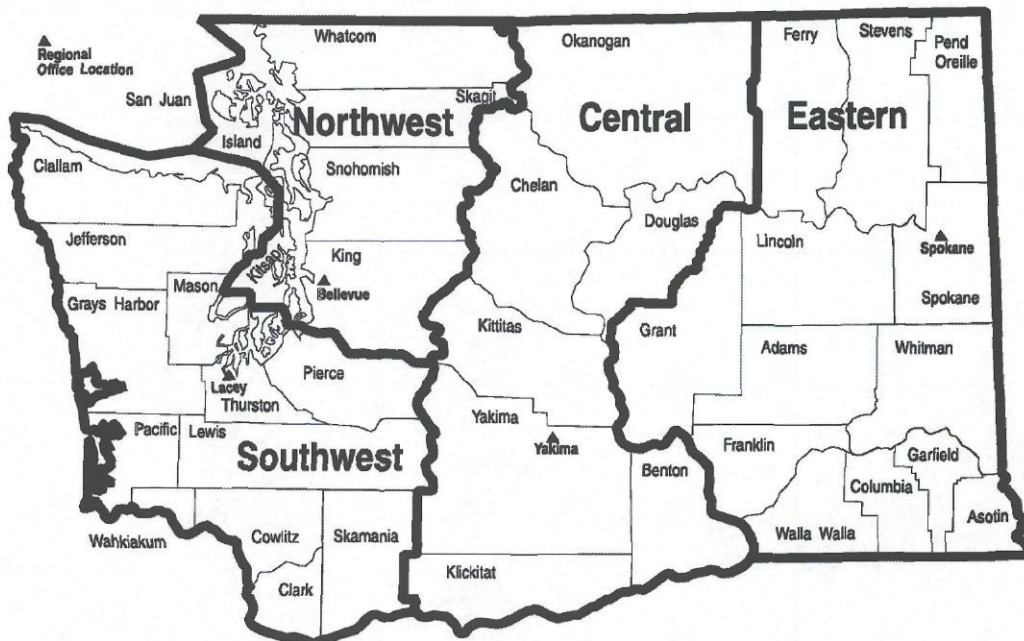 Whatcom
Okanogan
Ferry
Stevens
Pend
Oreille
▲
Regional
Office Location
San Juan
Skagit
Northwest
Central
Eastern
Island
Snohomish
Clallam
Chelan
Douglas
Jefferson
King
Lincoln
▲
Spokane
Kitsap
Mason
▲
Bellevue
Spokane
Grays Harbor
Kittitas
Grant
Adams
Whitman
Pierce
▲
Lacey
Thurston
Yakima
Pacific
Lewis
▲
Yakima
Franklin
Southwest
Benton
Garfield
Columbia
Asotin
Wahkiakum
Cowlitz
Skamania
Walla Walla
Klickitat
Clark